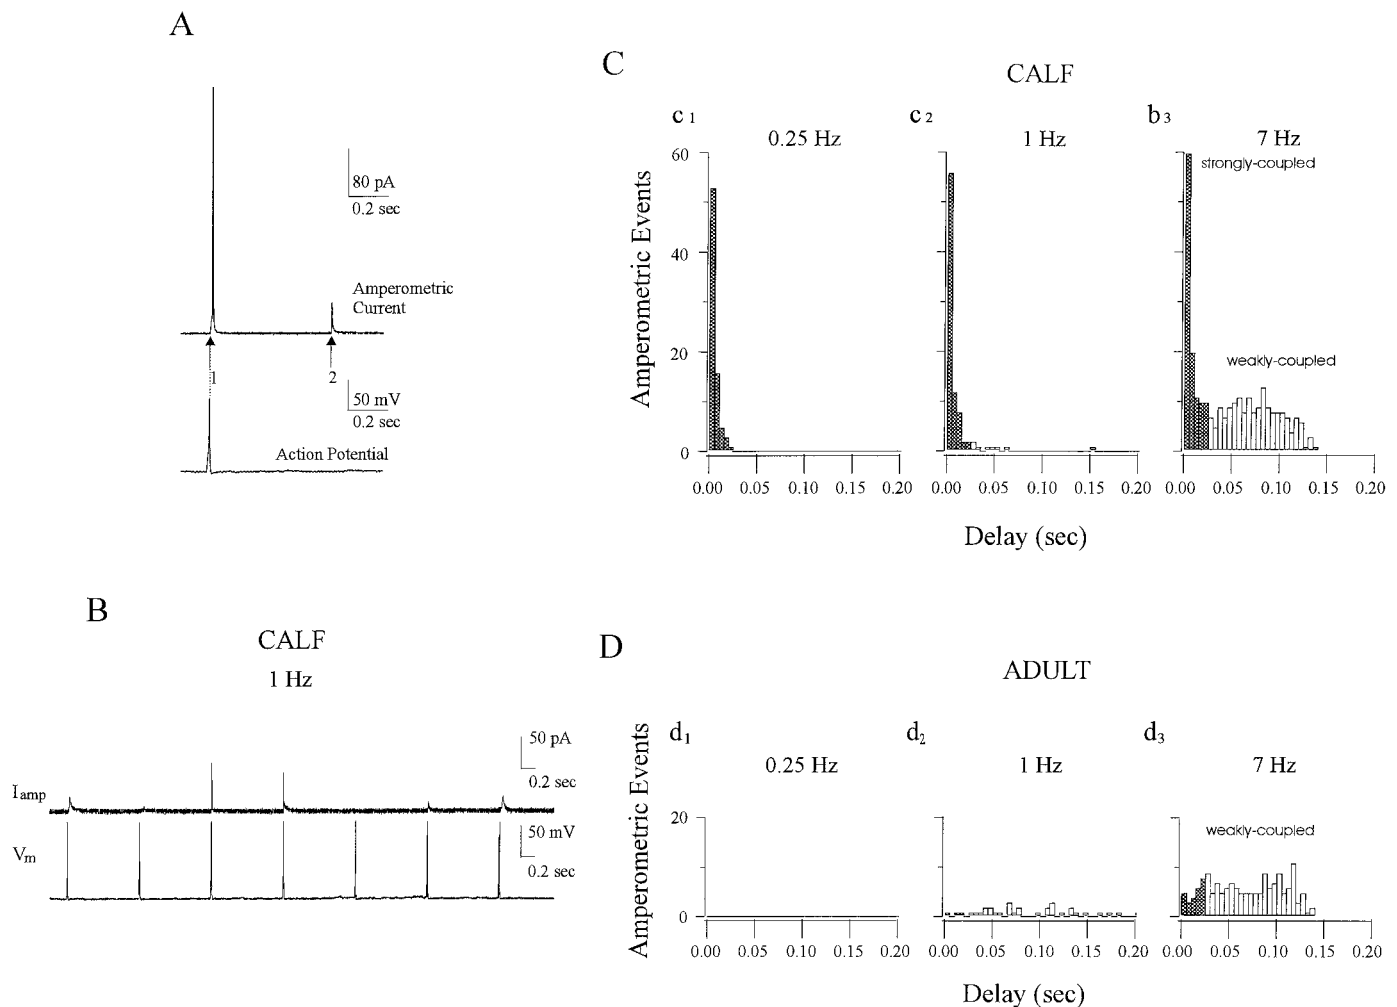 A
80 pA
0.2 sec
Amperometric
Current
1
2
50 mV
0.2 sec
Action Potential
B
CALF
1 Hz
50 pA
0.2 sec
Iamp
50 mV
0.2 sec
Vm
C
CALF
c1
0.25 Hz
c2
1 Hz
b3
7 Hz
strongly-coupled
weakly-coupled
Amperometric Events
60
40
20
0
0.00 0.05 0.10 0.15 0.20
0.00 0.05 0.10 0.15 0.20
0.00 0.05 0.10 0.15 0.20
Delay (sec)
D
ADULT
d1
0.25 Hz
d2
1 Hz
d3
7 Hz
weakly-coupled
Amperometric Events
20
0
0.00 0.05 0.10 0.15 0.20
0.00 0.05 0.10 0.15 0.20
0.00 0.05 0.10 0.15 0.20
Delay (sec)